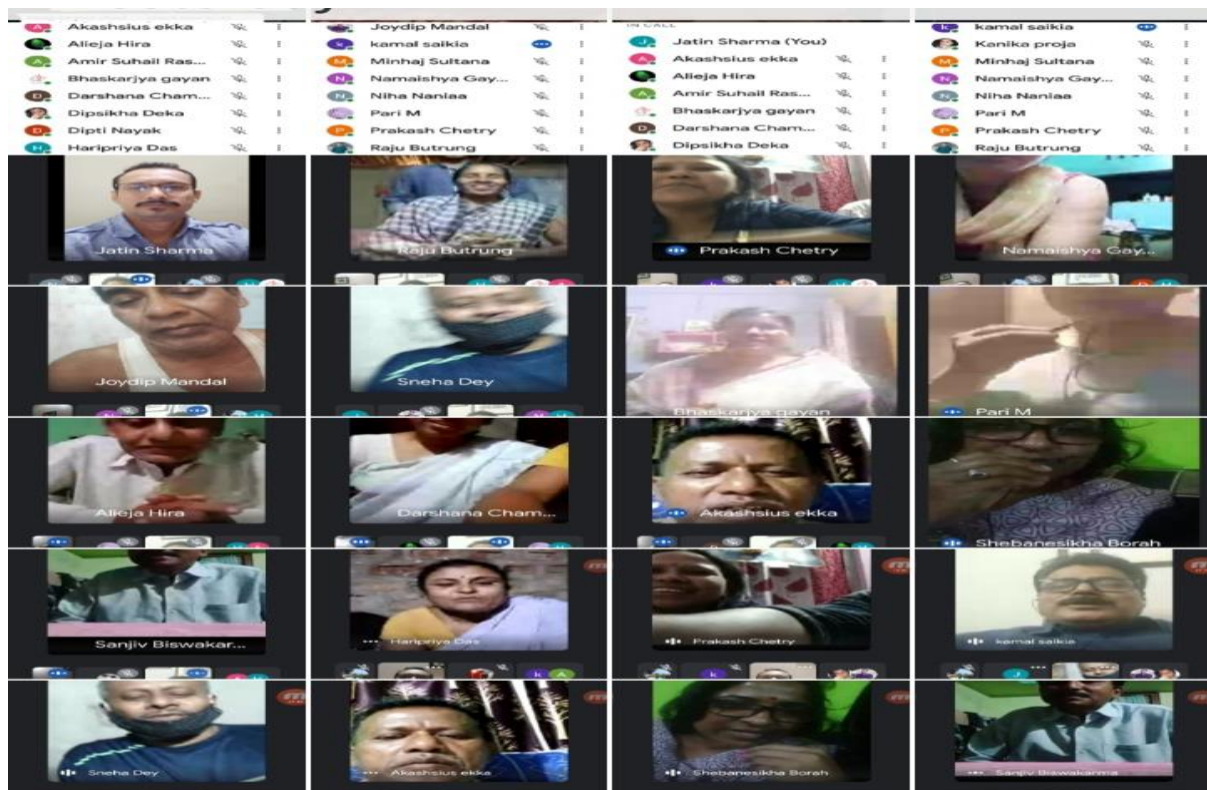 Akashsius ekka
Alieja Hira
Amir Suhail Ras...
Bhaskarjya gayan
Darshana Cham...
Dipsikha Deka
Dipti Nayak
Haripriya Das
Joydip Mandal
kamal saikia
Minhaj Sultana
Namaishya Gay...
Niha Naniaa
Pari M
Prakash Chetry
Raju Butrung
IN CALL
Jatin Sharma (You)
Akashsius ekka
Alieja Hira
Amir Suhail Ras...
Bhaskarjya gayan
Darshana Cham...
Dipsikha Deka
kamal saikia
Kanika proja
Minhaj Sultana
Namaishya Gay...
Niha Naniaa
Pari M
Prakash Chetry
Raju Butrung
Jatin Sharma
Raju Butrung
Prakash Chetry
Namaishya Gay...
Joydip Mandal
Sneha Dey
Bhaskarjya gayan
Pari M
Alieja Hira
Darshana Cham...
Akashsius ekka
Shebanesikha Borah
Sanjiv Biswakar...
Haripriya Das
Prakash Chetry
kamal saikia
Sneha Dey
Akashsius ekka
Shebanesikha Borah
Sanjiv Biswakarma